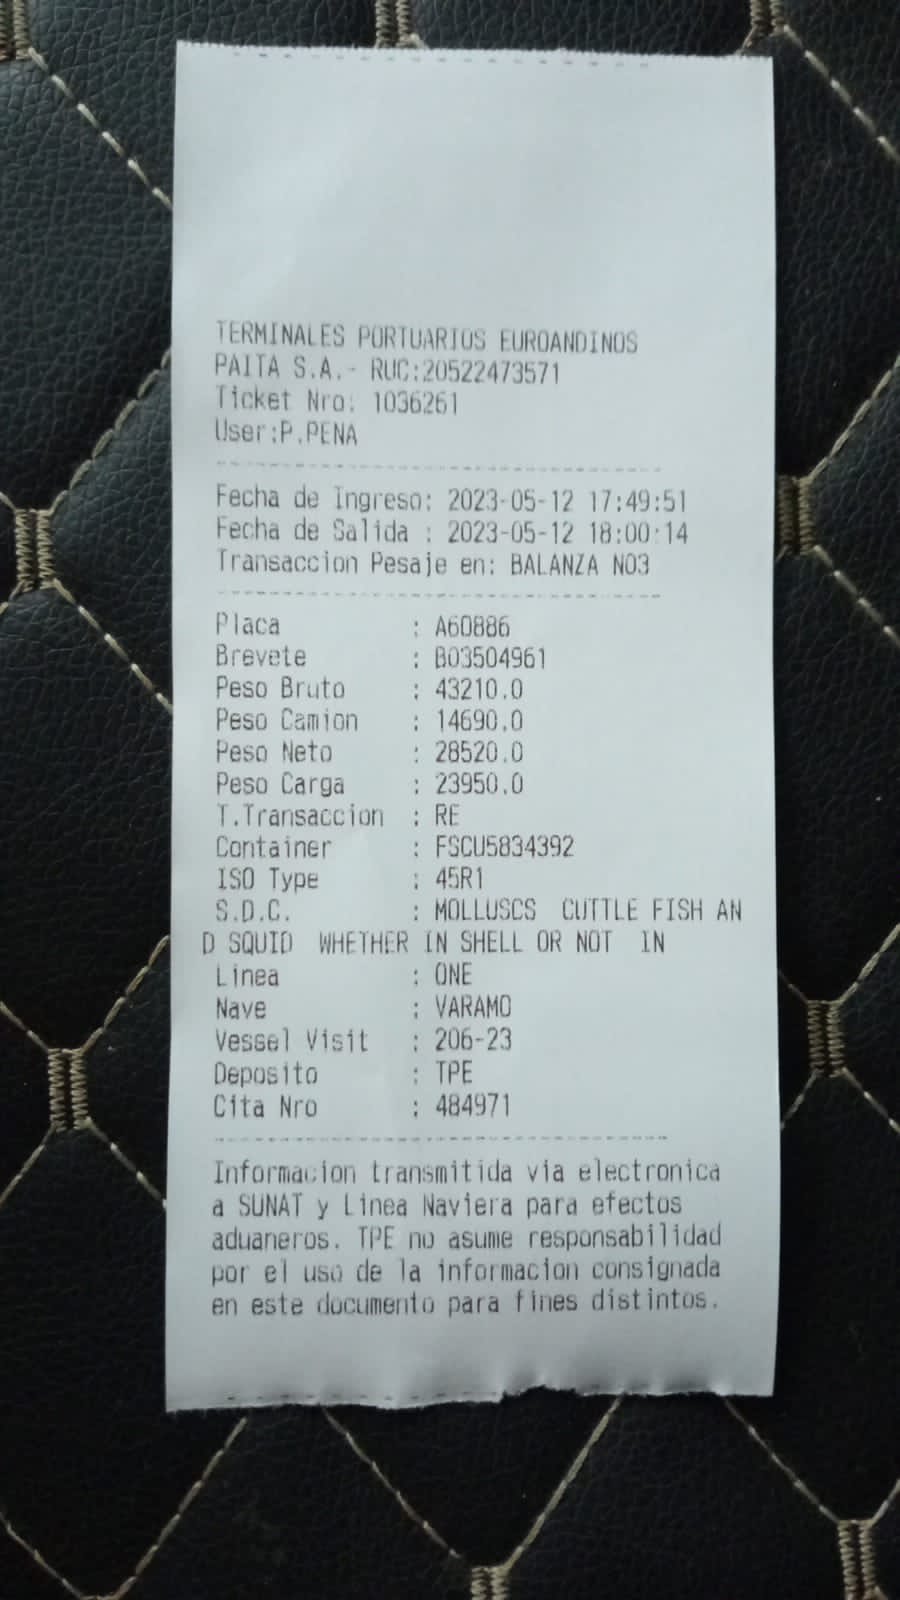 TERMINALES PORTUARIOS EUROANDINOS
PAITA S.A.- RUC:20522473571
Ticket Nro: 1036261
User:P.PENA
Fecha de Ingreso: 2023-05-12 17:49:51
Fecha de Salida : 2023-05-12 18:00:14
Transaccion Pesaje en: BALANZA NO3
Placa : A60886
Brevete : B03504961
Peso Bruto : 43210.0
Peso Camion : 14690.0
Peso Neto : 28520.0
Peso Carga : 23950.0
T.Transaccion : RE
Container : FSCU5834392
ISO Type : 45R1
S.D.C. : MOLLUSCS CUTTLE FISH AN
D SQUID WHETHER IN SHELL OR NOT IN
Linea : ONE
Nave : VARAMO
Vessel Visit : 206-23
Deposito : TPE
Cita Nro : 484971
Informacion transmitida via electronica
a SUNAT y Linea Naviera para efectos
aduaneros. TPE no asume responsabilidad
por el uso de la informacion consignada
en este documento para fines distintos.